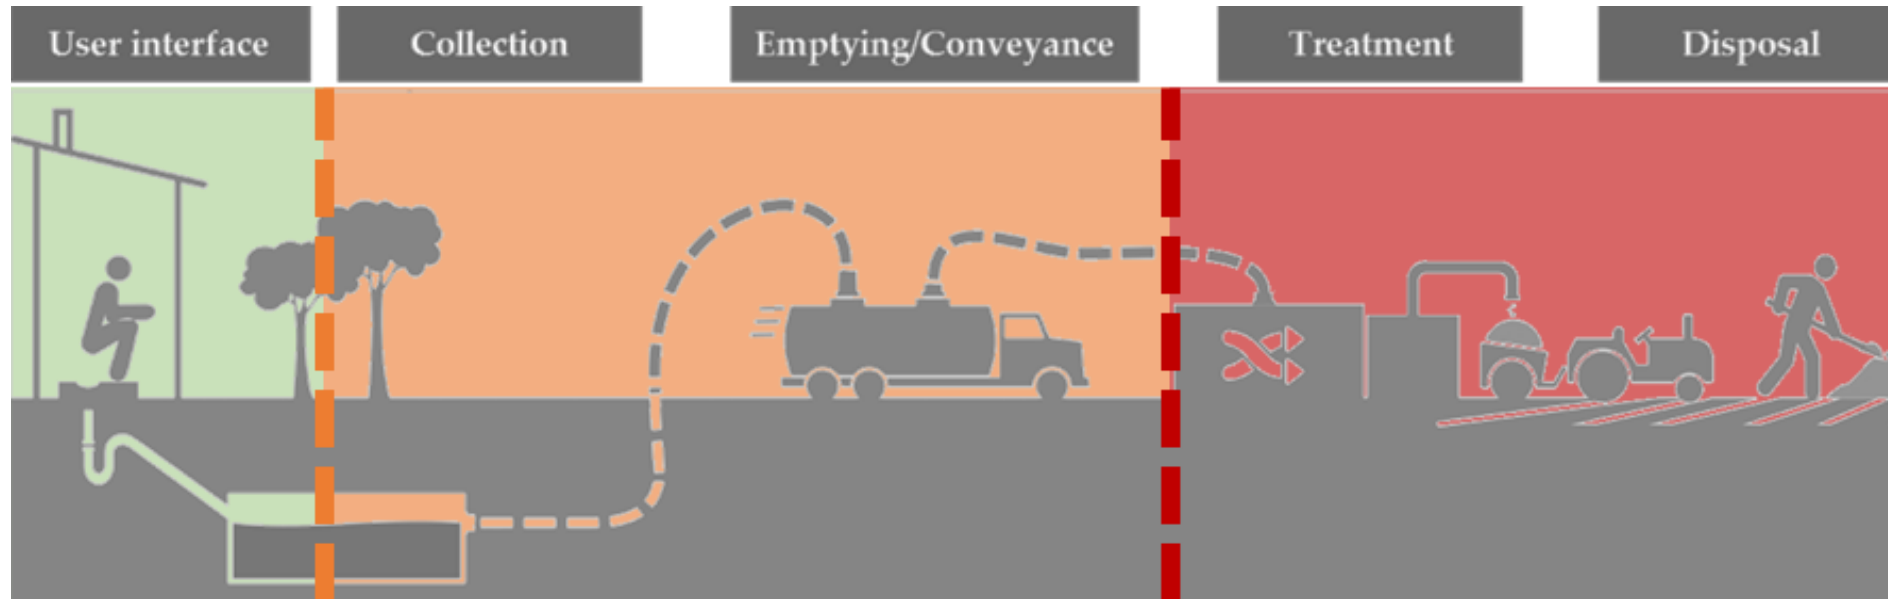 User interface
Collection
Emptying/Conveyance
Treatment
Disposal